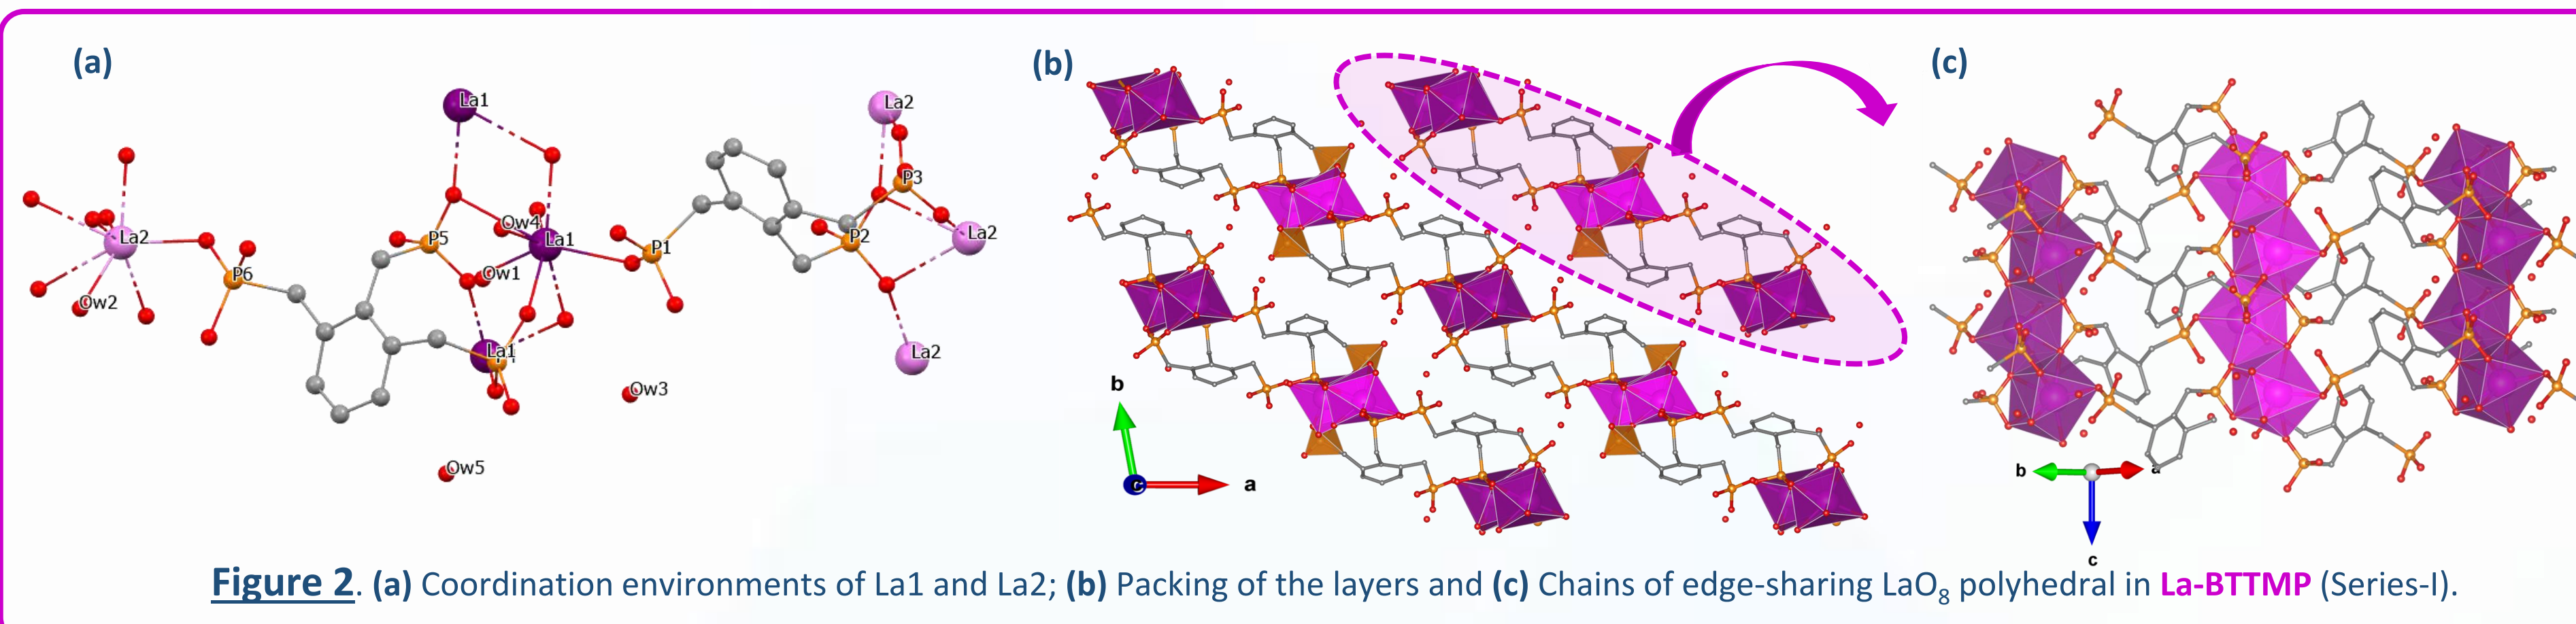 (a)
(b)
(c)
La1
La2
La2
P3
Ow4
La2
P5
La1
P1
P2
La2
Ow1
P6
Ow2
La1
La2
Ow3
Ow5
b
c
a
b
a
c
Figure 2. (a) Coordination environments of La1 and La2; (b) Packing of the layers and (c) Chains of edge-sharing LaO₈ polyhedral in La-BTTMP (Series-I).